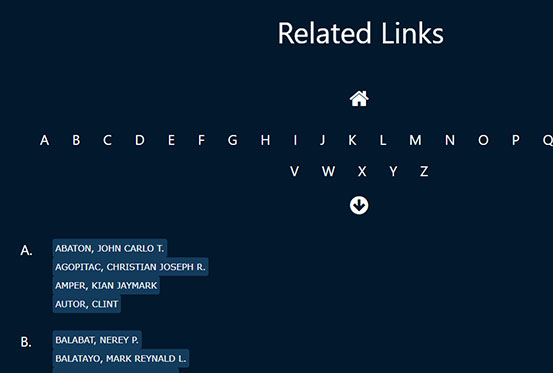 Related Links
A B C D E F G H I J K L M N O P Q
V W X Y Z
A.
ABATON, JOHN CARLO T.
AGOPITAC, CHRISTIAN JOSEPH R.
AMPER, KIAN JAYMARK
AUTOR, CLINT
B.
BALABAT, NEREY P.
BALATAYO, MARK REYNALD L.